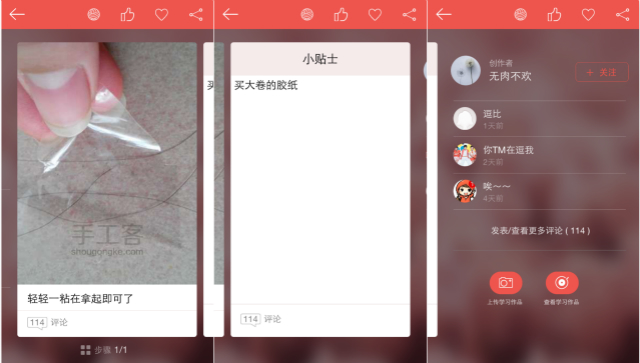 手工客
shougongke.com
轻轻一粘在拿起即可了
114 评论
步骤 1/1
小贴士
买大卷的胶纸
114 评论
创作者
无肉不欢
+ 关注
逗比
1天前
你TM在逗我
2天前
唉～～
4天前
发表/查看更多评论 ( 114 )
上传学习作品
查看学习作品